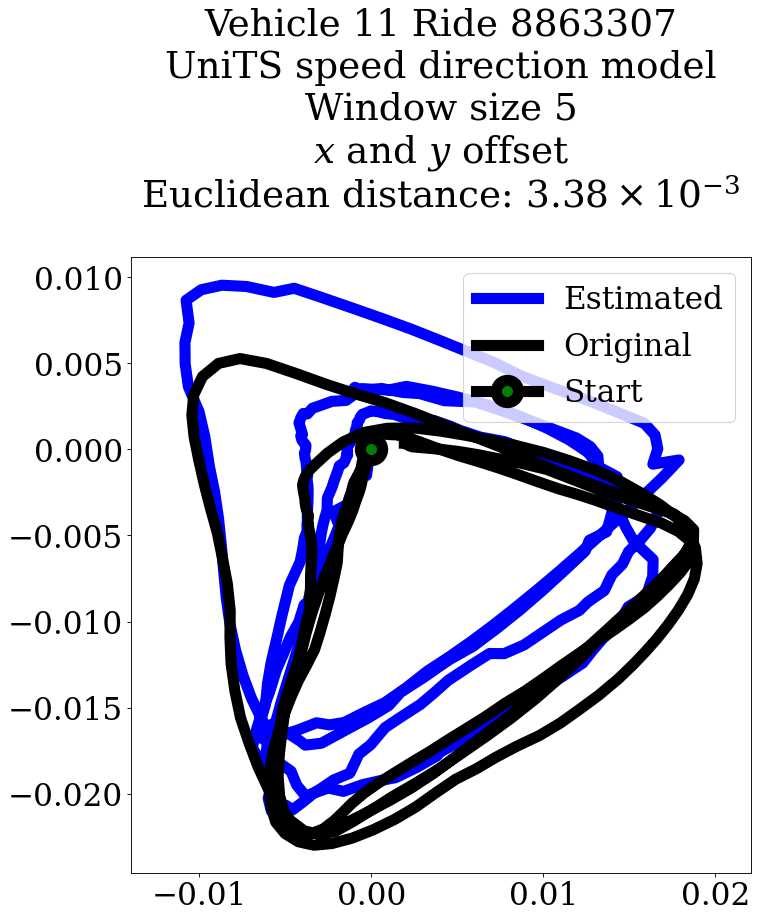 Vehicle 11 Ride 8863307
UniTS speed direction model
Window size 5
x and y offset
Euclidean distance: 3.38 × 10⁻³
Estimated
Original
Start
0.010
0.005
0.000
−0.005
−0.010
−0.015
−0.020
−0.01 0.00 0.01 0.02